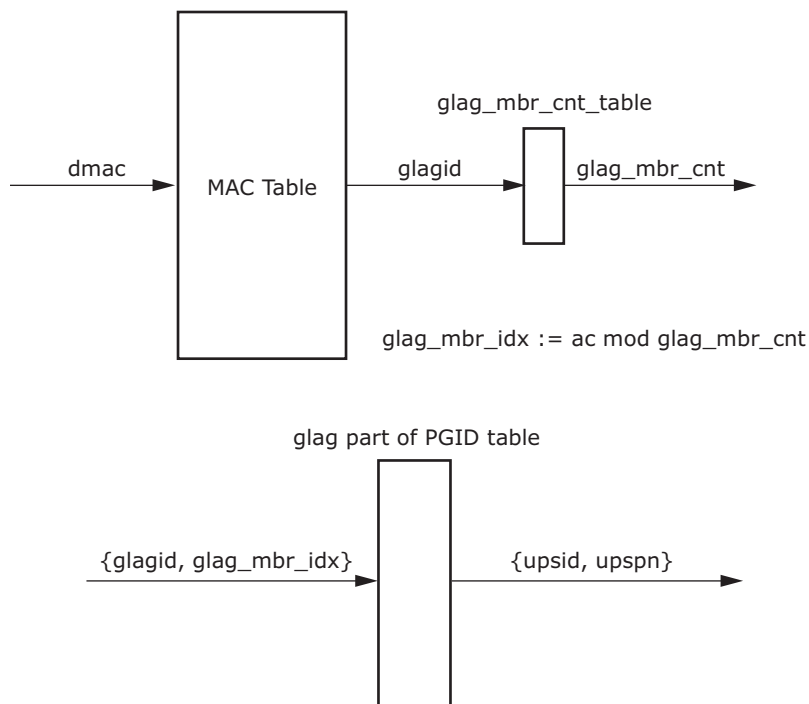 glag_mbr_cnt_table
dmac
MAC Table
glagid
glag_mbr_cnt
glag_mbr_idx := ac mod glag_mbr_cnt
glag part of PGID table
{glagid, glag_mbr_idx}
{upsid, upspn}